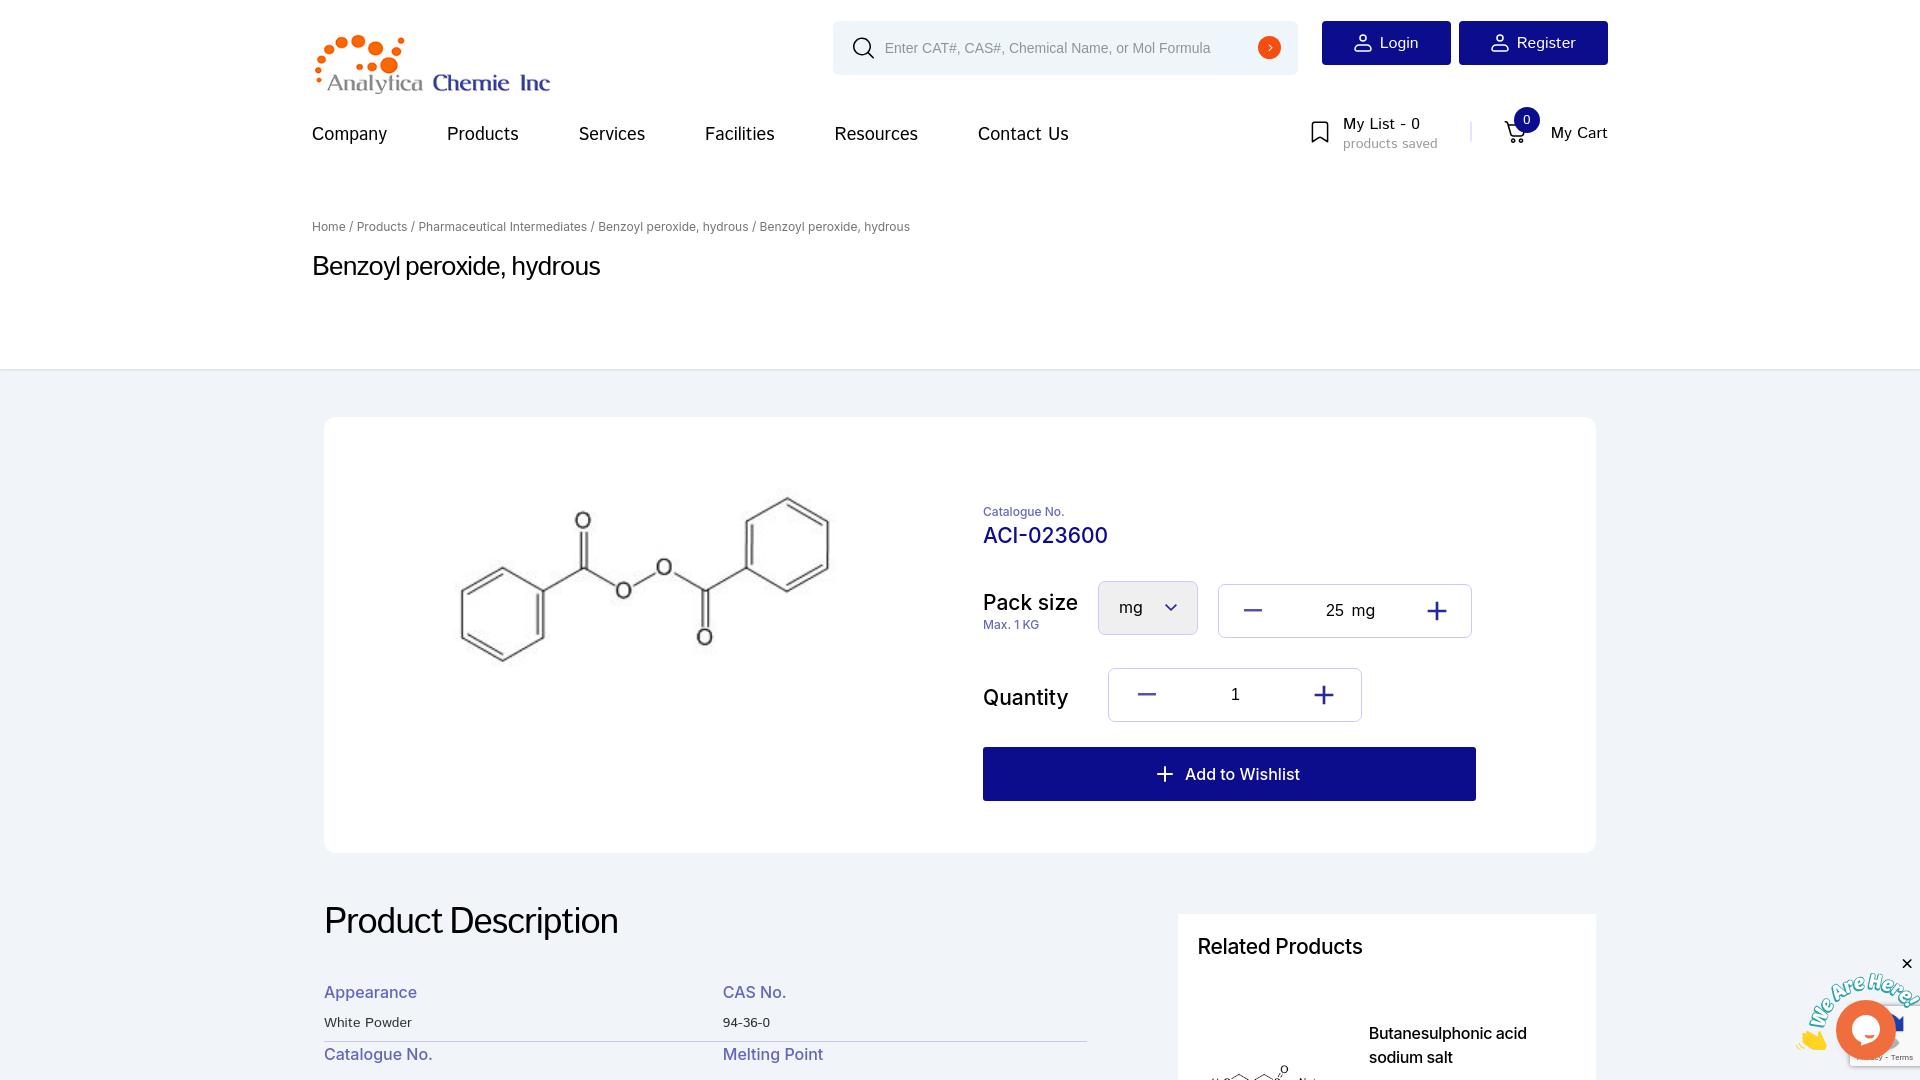 Analytica Chemie Inc
Enter CAT#, CAS#, Chemical Name, or Mol Formula
Login
Register
Company
Products
Services
Facilities
Resources
Contact Us
My List - 0
products saved
0
My Cart
Home / Products / Pharmaceutical Intermediates / Benzoyl peroxide, hydrous / Benzoyl peroxide, hydrous
Benzoyl peroxide, hydrous
O
O
O
O
Catalogue No.
ACI-023600
Pack size
Max. 1 KG
mg
25 mg
Quantity
1
Add to Wishlist
Product Description
Appearance
CAS No.
White Powder
94-36-0
Catalogue No.
Melting Point
Related Products
Butanesulphonic acid
sodium salt
O
We Are Here!
- Terms